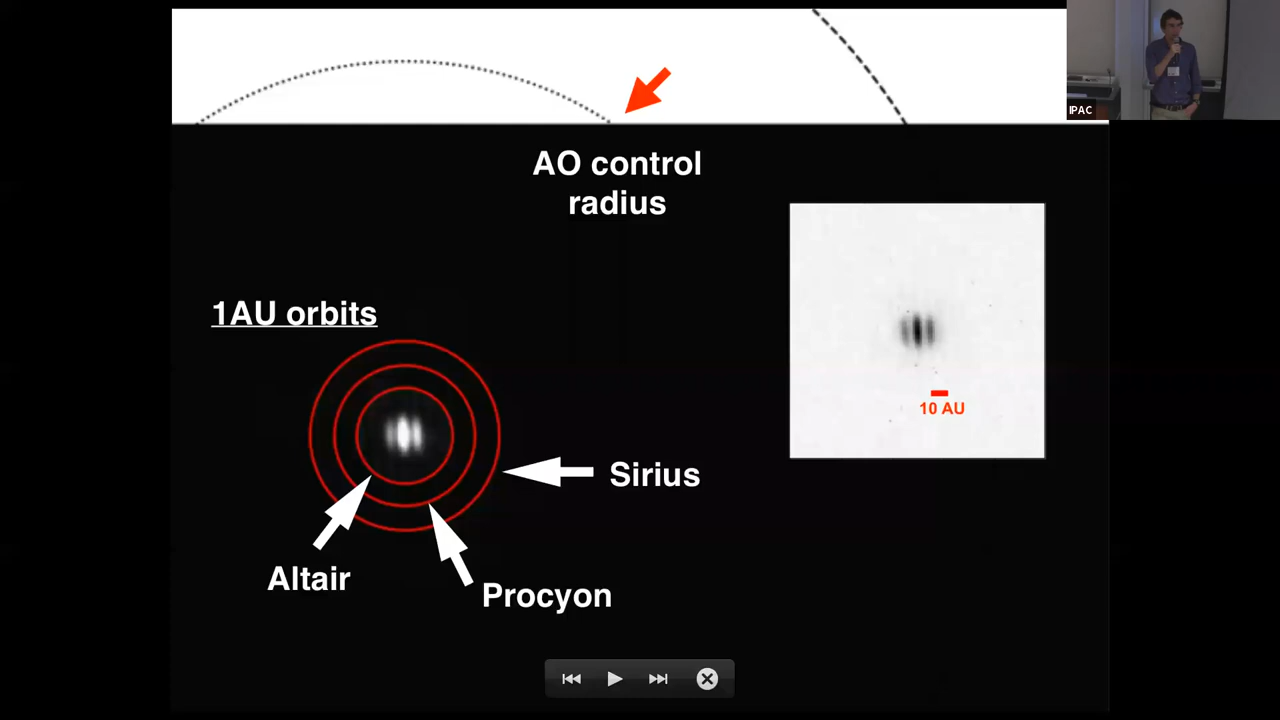 IPAC
AO control
radius
1AU orbits
10 AU
Sirius
Altair
Procyon